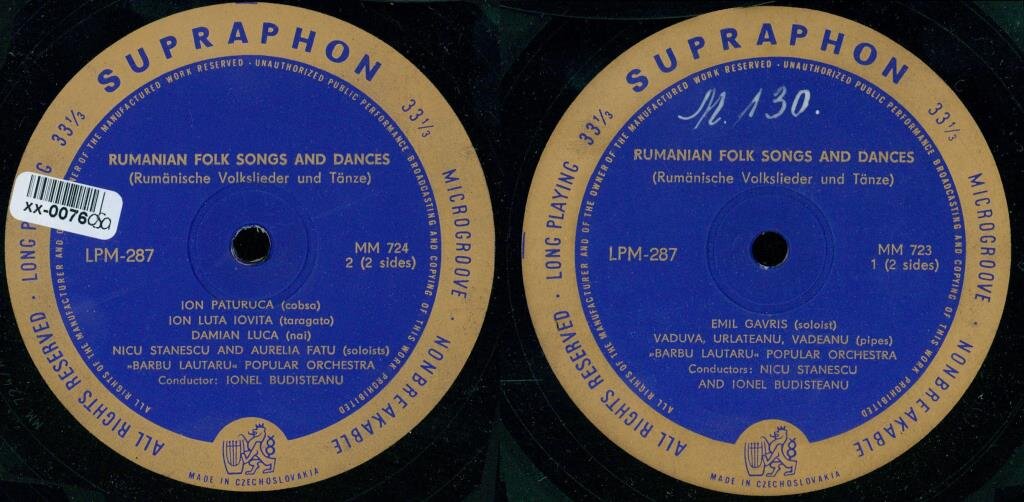 SUPRAPHON
33⅓ 33⅓
LONG PLAYING
MICROGROOVE
ALL RIGHTS RESERVED
NONBREAKABLE
ALL RIGHTS OF THE MANUFACTURER AND OF THE OWNER OF THE MANUFACTURED WORK RESERVED · UNAUTHORIZED PUBLIC PERFORMANCE BROADCASTING AND COPYING OF THIS WORK PROHIBITED
RUMANIAN FOLK SONGS AND DANCES
(Rumänische Volkslieder und Tänze)
xx-0076050
LPM-287
MM 724
2 (2 sides)
ION PATURUCA (cobsa)
ION LUTA IOVITA (taragato)
DAMIAN LUCA (nai)
NICU STANESCU AND AURELIA FATU (soloists)
»BARBU LAUTARU« POPULAR ORCHESTRA
Conductor: IONEL BUDISTEANU
MADE IN CZECHOSLOVAKIA
SUPRAPHON
33⅓ 33⅓
LONG PLAYING
MICROGROOVE
ALL RIGHTS RESERVED
NONBREAKABLE
ALL RIGHTS OF THE MANUFACTURER AND OF THE OWNER OF THE MANUFACTURED WORK RESERVED · UNAUTHORIZED PUBLIC PERFORMANCE BROADCASTING AND COPYING OF THIS WORK PROHIBITED
M. 130.
RUMANIAN FOLK SONGS AND DANCES
(Rumänische Volkslieder und Tänze)
LPM-287
MM 723
1 (2 sides)
EMIL GAVRIS (soloist)
VADUVA, URLATEANU, VADEANU (pipes)
»BARBU LAUTARU« POPULAR ORCHESTRA
Conductors: NICU STANESCU
AND IONEL BUDISTEANU
MADE IN CZECHOSLOVAKIA